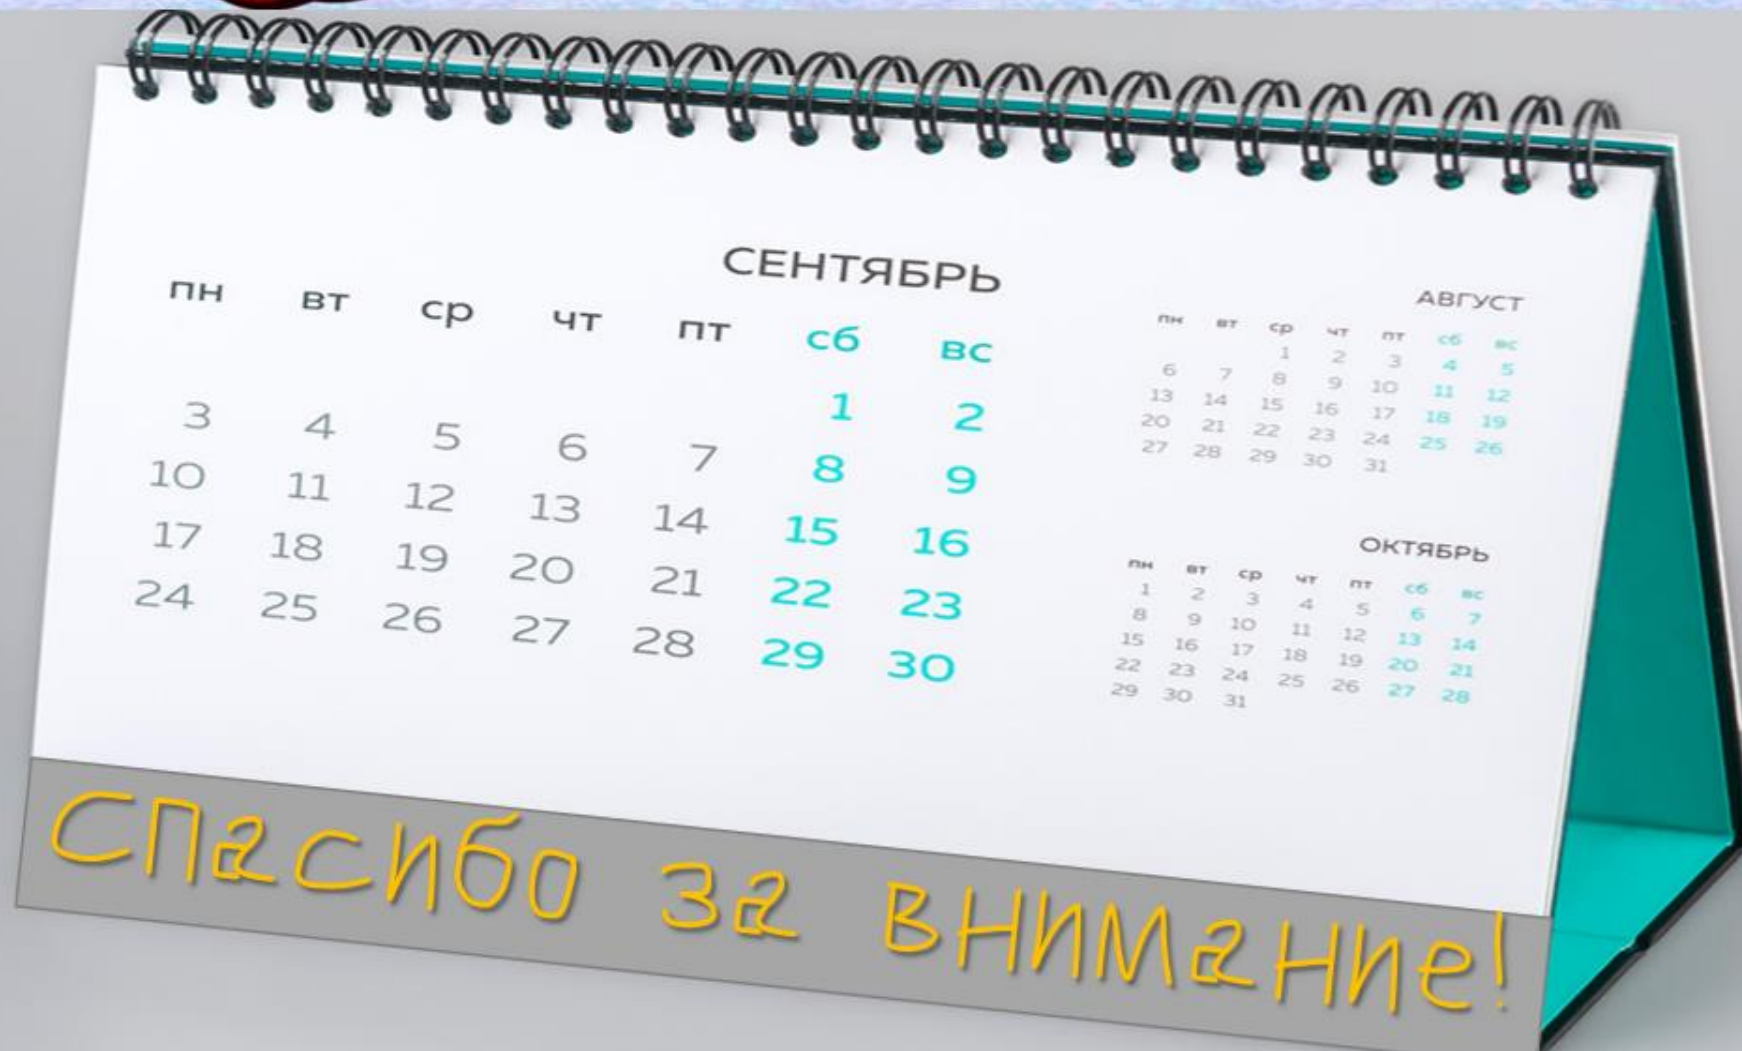 СЕНТЯБРЬ
пн вт ср чт пт сб вс
1 2
3 4 5 6 7 8 9
10 11 12 13 14 15 16
17 18 19 20 21 22 23
24 25 26 27 28 29 30
АВГУСТ
пн вт ср чт пт сб вс
1 2 3 4 5
6 7 8 9 10 11 12
13 14 15 16 17 18 19
20 21 22 23 24 25 26
27 28 29 30 31
ОКТЯБРЬ
пн вт ср чт пт сб вс
1 2 3 4 5 6 7
8 9 10 11 12 13 14
15 16 17 18 19 20 21
22 23 24 25 26 27 28
29 30 31
спасибо за внимание!